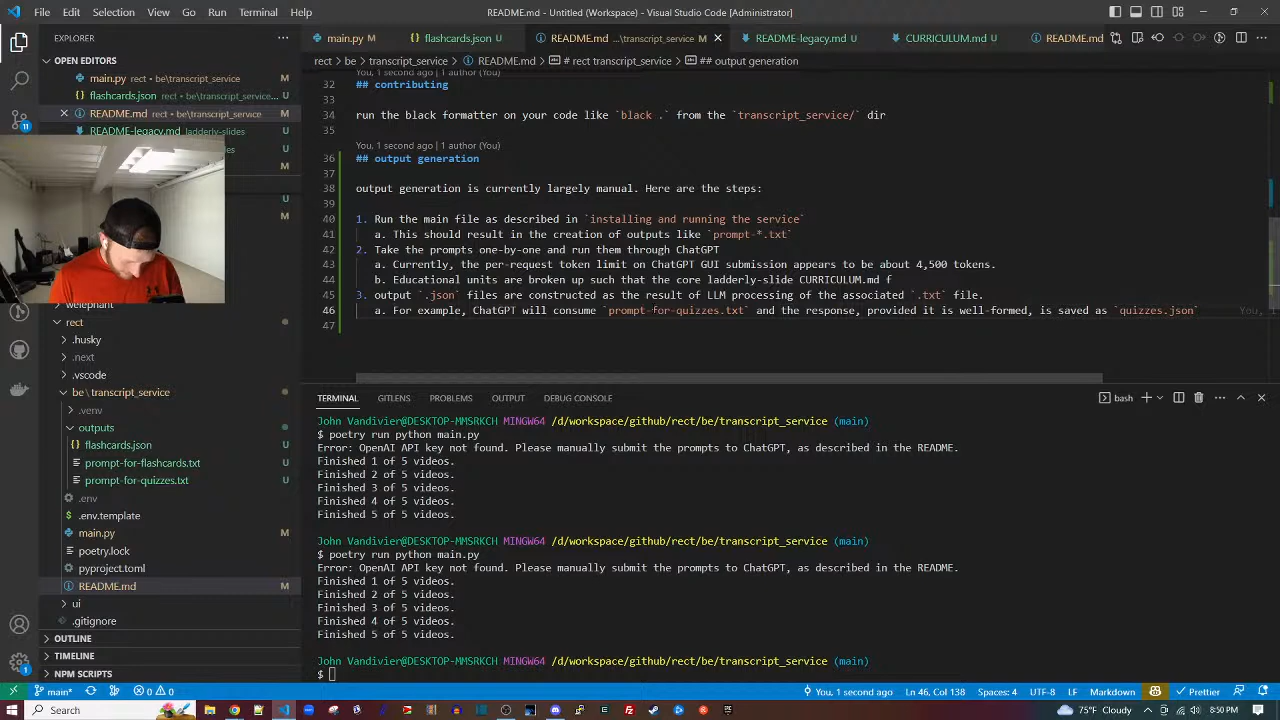 File Edit Selection View Go Run Terminal Help
README.md - Untitled (Workspace) - Visual Studio Code [Administrator]
EXPLORER
main.py M
flashcards.json U
README.md ...\transcript_service M
README-legacy.md U
CURRICULUM.md U
README.md
OPEN EDITORS
rect > be > transcript_service > README.md > # rect transcript_service > ## output generation
main.py rect • be\transcript_service M
flashcards.json rect • be\transcript_service... U
README.md rect • be\transcript_service M
README-legacy.md ladderly-slides U
You, 1 second ago | 1 author (You)
32 ## contributing
33
34 run the black formatter on your code like `black .` from the `transcript_service/` dir
35
You, 1 second ago | 1 author (You)
36 ## output generation
37
38 output generation is currently largely manual. Here are the steps:
39
40 1. Run the main file as described in `installing and running the service`
41 a. This should result in the creation of outputs like `prompt-*.txt`
42 2. Take the prompts one-by-one and run them through ChatGPT
43 a. Currently, the per-request token limit on ChatGPT GUI submission appears to be about 4,500 tokens.
44 b. Educational units are broken up such that the core ladderly-slide CURRICULUM.md f
45 3. output `.json` files are constructed as the result of LLM processing of the associated `.txt` file.
46 a. For example, ChatGPT will consume `prompt-for-quizzes.txt` and the response, provided it is well-formed, is saved as `quizzes.json` You,
47
rect
.husky
.next
.vscode
be \ transcript_service
.venv
outputs
flashcards.json U
prompt-for-flashcards.txt U
prompt-for-quizzes.txt U
.env
.env.template
main.py M
poetry.lock
pyproject.toml
README.md M
ui
.gitignore
OUTLINE
TIMELINE
NPM SCRIPTS
TERMINAL GITLENS PROBLEMS OUTPUT DEBUG CONSOLE bash
John Vandivier@DESKTOP-MMSRKCH MINGW64 /d/workspace/github/rect/be/transcript_service (main)
$ poetry run python main.py
Error: OpenAI API key not found. Please manually submit the prompts to ChatGPT, as described in the README.
Finished 1 of 5 videos.
Finished 2 of 5 videos.
Finished 3 of 5 videos.
Finished 4 of 5 videos.
Finished 5 of 5 videos.
John Vandivier@DESKTOP-MMSRKCH MINGW64 /d/workspace/github/rect/be/transcript_service (main)
$ poetry run python main.py
Error: OpenAI API key not found. Please manually submit the prompts to ChatGPT, as described in the README.
Finished 1 of 5 videos.
Finished 2 of 5 videos.
Finished 3 of 5 videos.
Finished 4 of 5 videos.
Finished 5 of 5 videos.
John Vandivier@DESKTOP-MMSRKCH MINGW64 /d/workspace/github/rect/be/transcript_service (main)
$
main* 0 0 You, 1 second ago Ln 46, Col 138 Spaces: 4 UTF-8 LF Markdown Prettier
Search 75°F Cloudy 8:50 PM